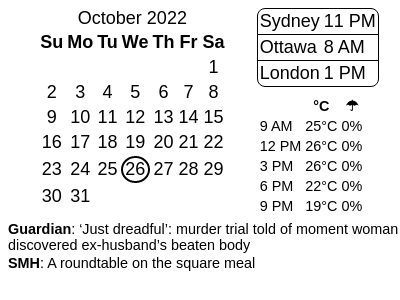 October 2022
Su Mo Tu We Th Fr Sa
1
2 3 4 5 6 7 8
9 10 11 12 13 14 15
16 17 18 19 20 21 22
23 24 25 26 27 28 29
30 31
Sydney 11 PM
Ottawa 8 AM
London 1 PM
°C ☂
9 AM 25°C 0%
12 PM 26°C 0%
3 PM 26°C 0%
6 PM 22°C 0%
9 PM 19°C 0%
Guardian: ‘Just dreadful’: murder trial told of moment woman
discovered ex-husband’s beaten body
SMH: A roundtable on the square meal